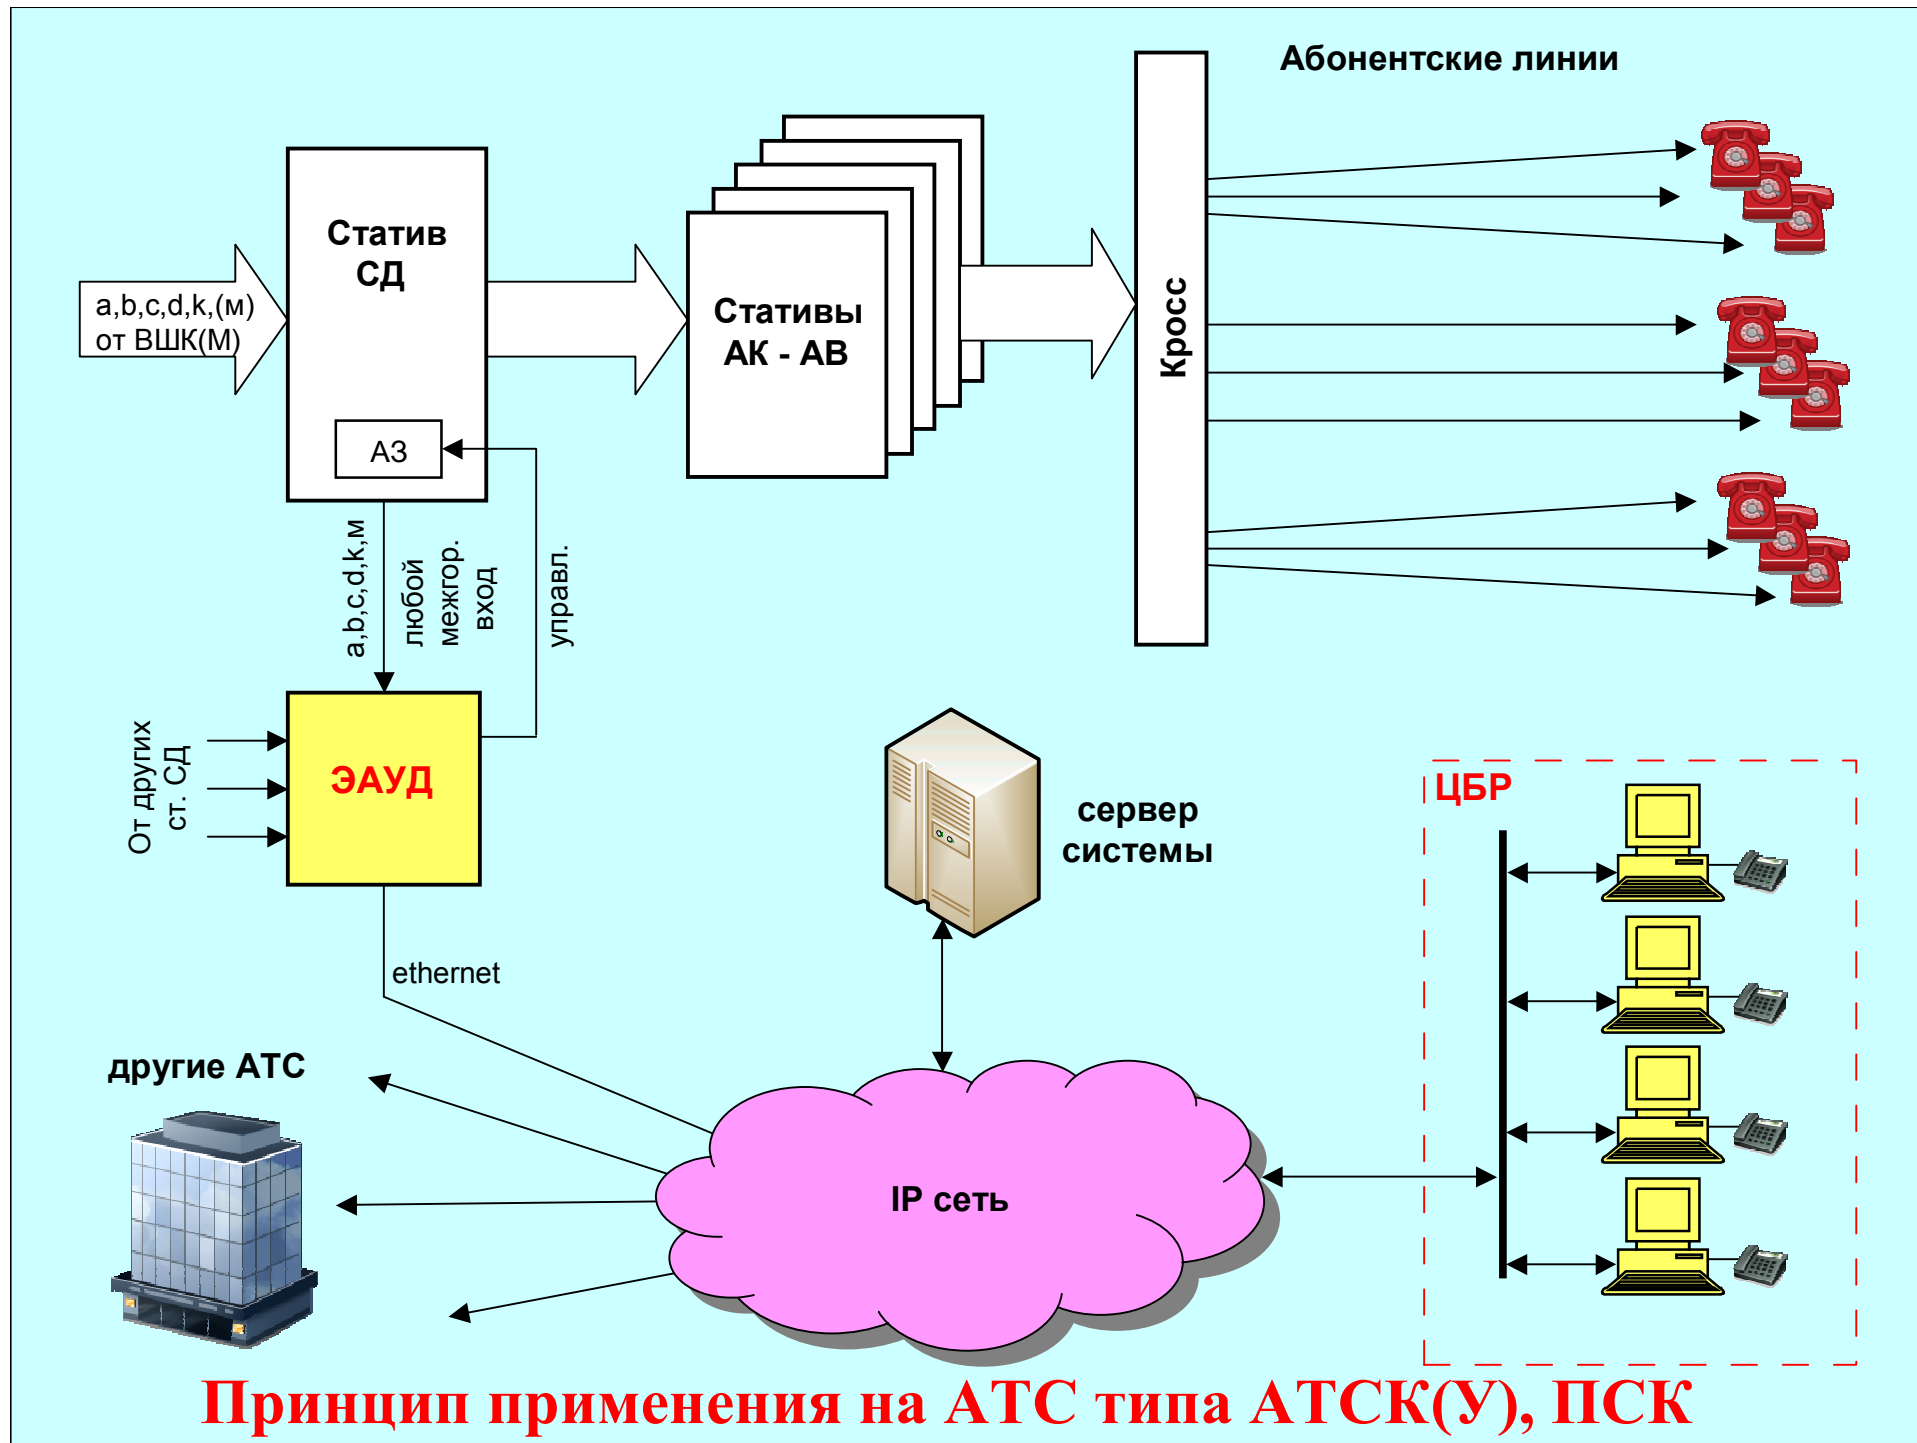 Абонентские линии
Статив
СД
a,b,c,d,k,(м)
от ВШК(М)
Стативы
АК - АВ
Кросс
АЗ
a,b,c,d,k,м
любой
межгор.
вход
управл.
От других
ст. СД
ЭАУД
сервер
системы
ЦБР
ethernet
другие АТС
IP сеть
Принцип применения на АТС типа АТСК(У), ПСК